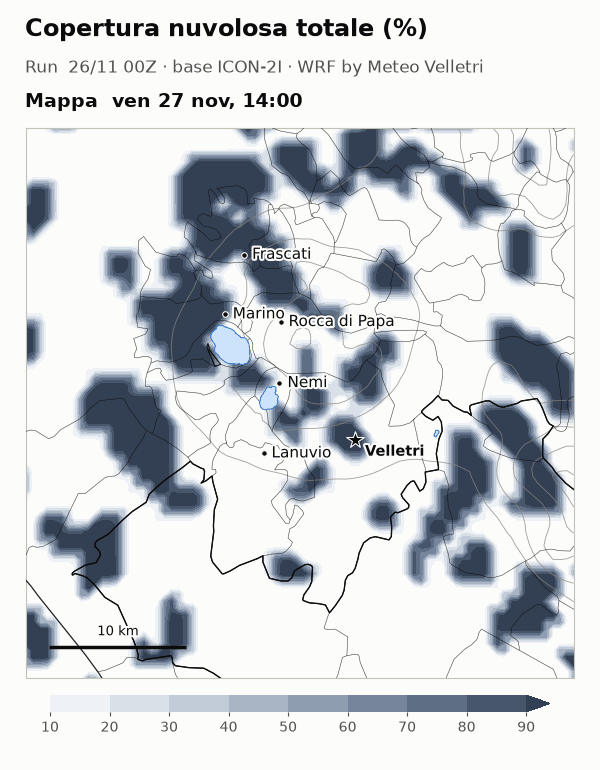 Copertura nuvolosa totale (%)
Run  26/11 00Z · base ICON-2I · WRF by Meteo Velletri
Mappa  ven 27 nov, 14:00
Frascati
Marino
Rocca di Papa
Nemi
Velletri
Lanuvio
10 km
10 20 30 40 50 60 70 80 90